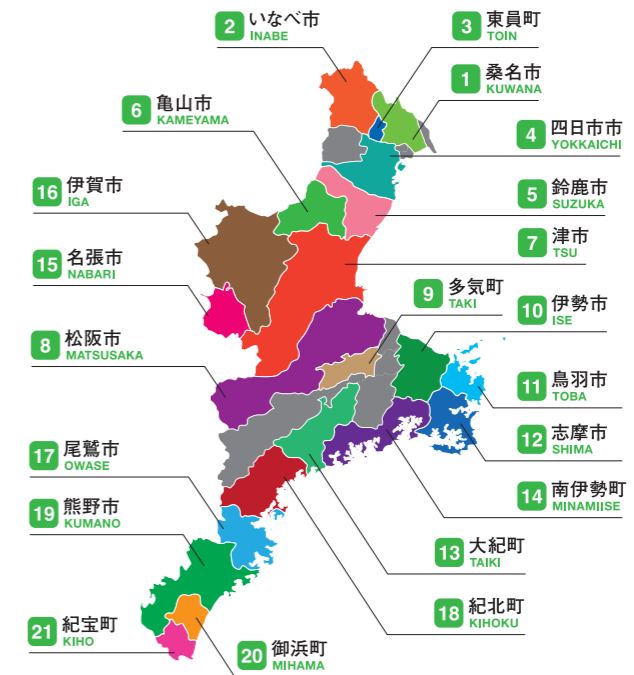 2 いなべ市
INABE
3 東員町
TOIN
1 桑名市
KUWANA
6 亀山市
KAMEYAMA
4 四日市市
YOKKAICHI
16 伊賀市
IGA
5 鈴鹿市
SUZUKA
7 津市
TSU
15 名張市
NABARI
9 多気町
TAKI
10 伊勢市
ISE
8 松阪市
MATSUSAKA
11 鳥羽市
TOBA
12 志摩市
SHIMA
17 尾鷲市
OWASE
14 南伊勢町
MINAMIISE
19 熊野市
KUMANO
13 大紀町
TAIKI
18 紀北町
KIHOKU
21 紀宝町
KIHO
20 御浜町
MIHAMA